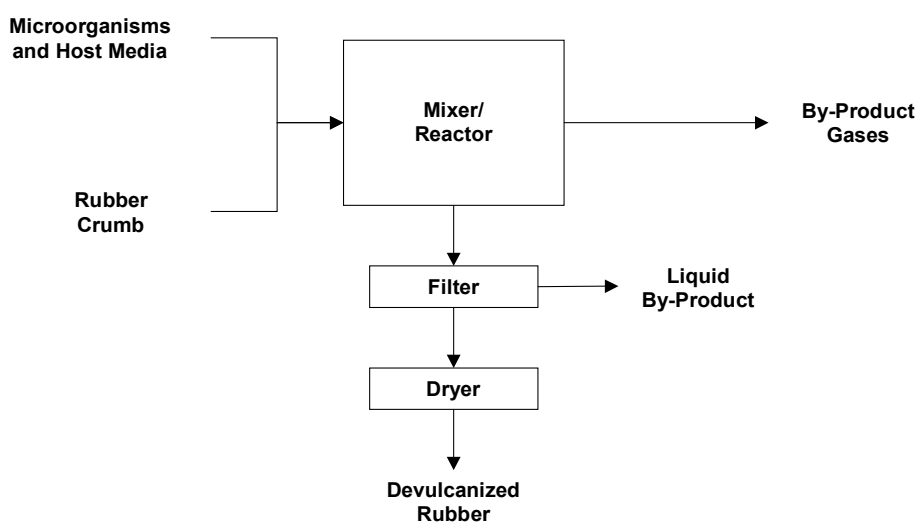 Microorganisms
and Host Media
Mixer/
Reactor
By-Product
Gases
Rubber
Crumb
Filter
Liquid
By-Product
Dryer
Devulcanized
Rubber